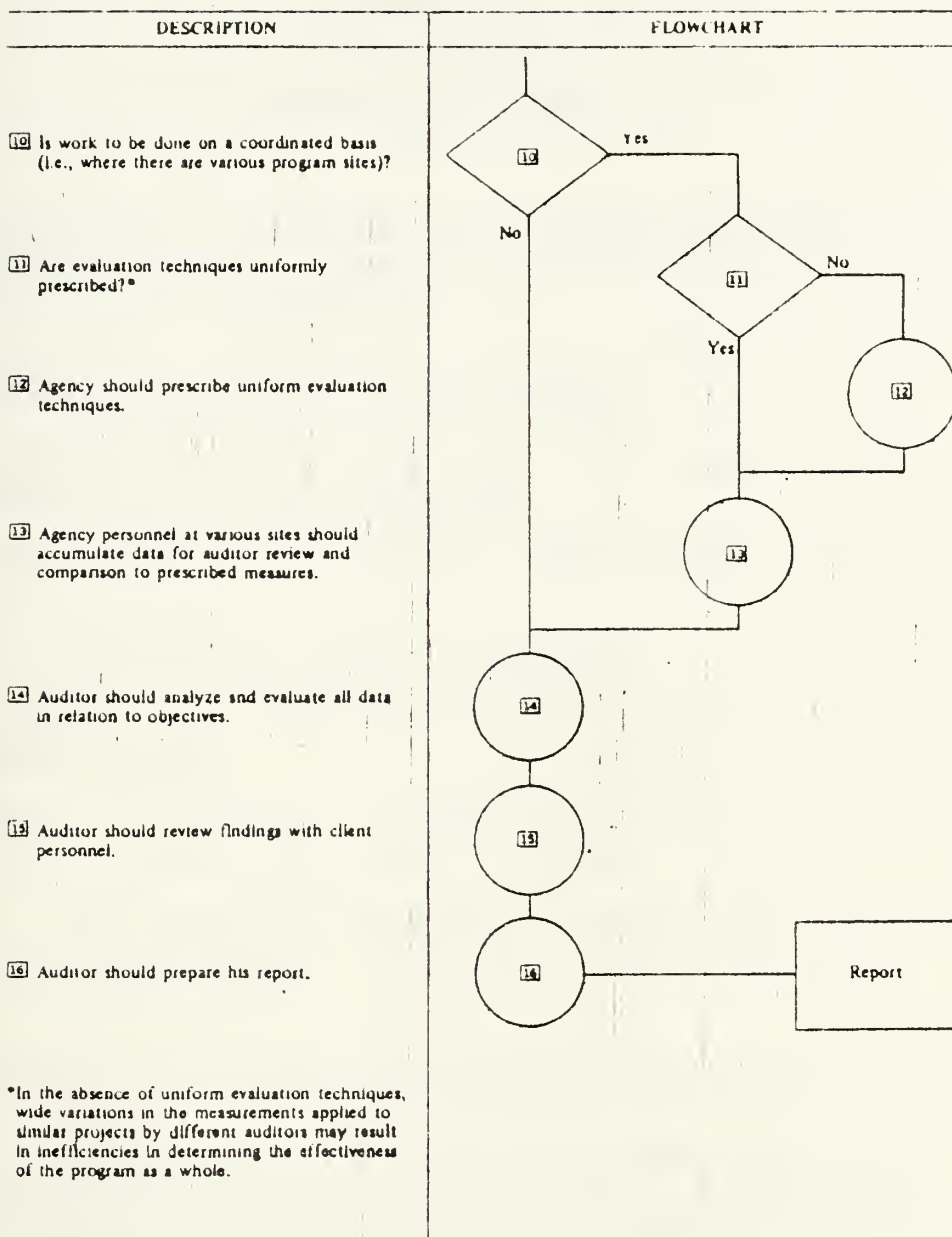 DESCRIPTION
FLOWCHART
10 Is work to be done on a coordinated basis
(i.e., where there are various program sites)?
11 Are evaluation techniques uniformly
prescribed?*
12 Agency should prescribe uniform evaluation
techniques.
13 Agency personnel at various sites should
accumulate data for auditor review and
comparison to prescribed measures.
14 Auditor should analyze and evaluate all data
in relation to objectives.
15 Auditor should review findings with client
personnel.
16 Auditor should prepare his report.
*In the absence of uniform evaluation techniques,
wide variations in the measurements applied to
similar projects by different auditors may result
in inefficiencies in determining the effectiveness
of the program as a whole.
10
Yes
No
11
No
Yes
12
13
14
15
16
Report